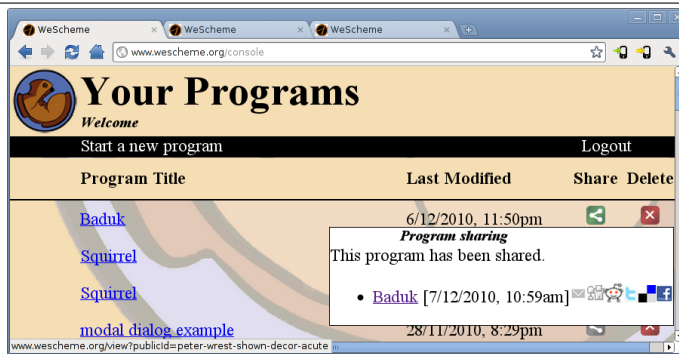 WeScheme WeScheme WeScheme
www.wescheme.org/console
Your Programs
Welcome
Start a new program Logout
Program Title Last Modified Share Delete
Baduk 6/12/2010, 11:50pm
Program sharing
Squirrel This program has been shared.
Squirrel • Baduk [7/12/2010, 10:59am]
modal dialog example 28/11/2010, 8:29pm
www.wescheme.org/view?publicId=peter-wrest-shown-decor-acute